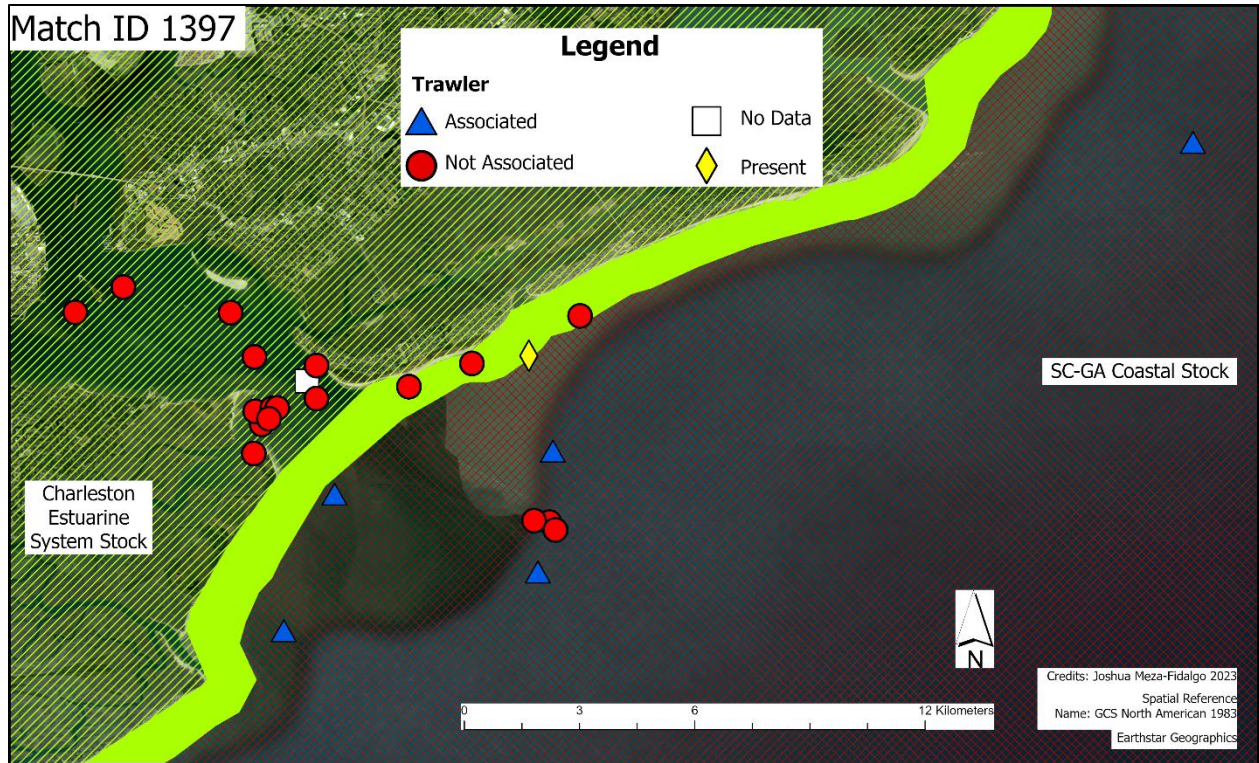 Match ID 1397
Legend
Trawler
Associated
No Data
Not Associated
Present
SC-GA Coastal Stock
Charleston
Estuarine
System Stock
N
0 3 6 12 Kilometers
Credits: Joshua Meza-Fidalgo 2023
Spatial Reference
Name: GCS North American 1983
Earthstar Geographics